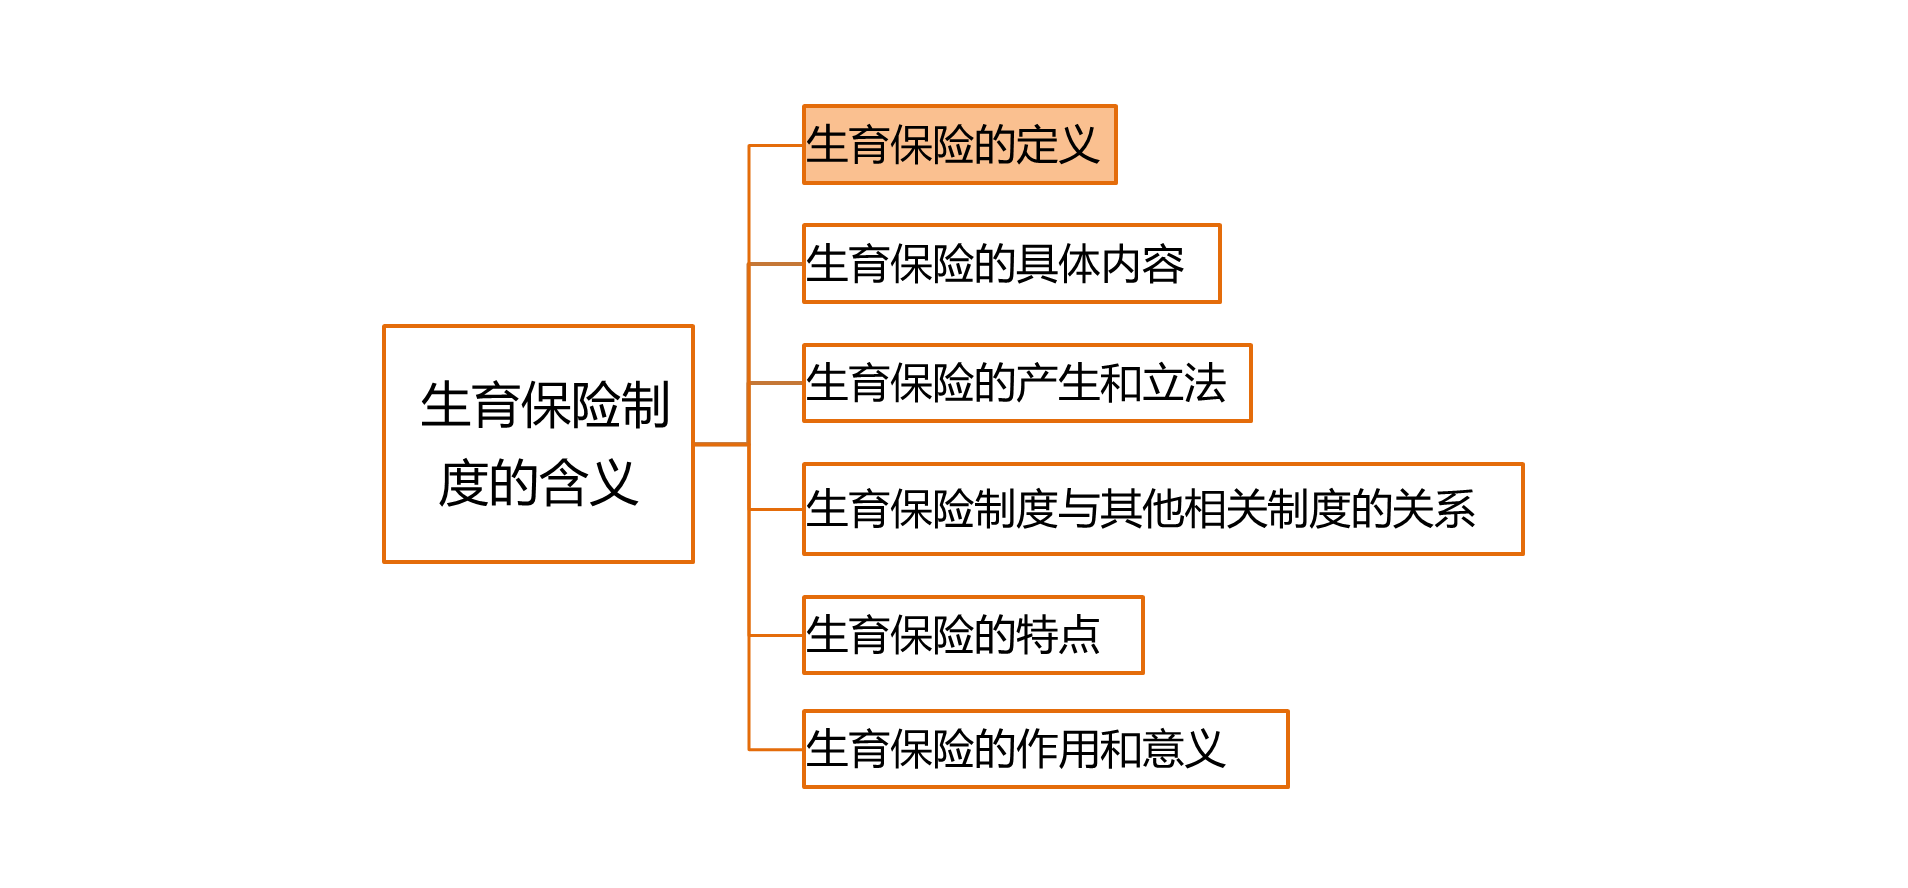 生育保险制
度的含义
生育保险的定义
生育保险的具体内容
生育保险的产生和立法
生育保险制度与其他相关制度的关系
生育保险的特点
生育保险的作用和意义